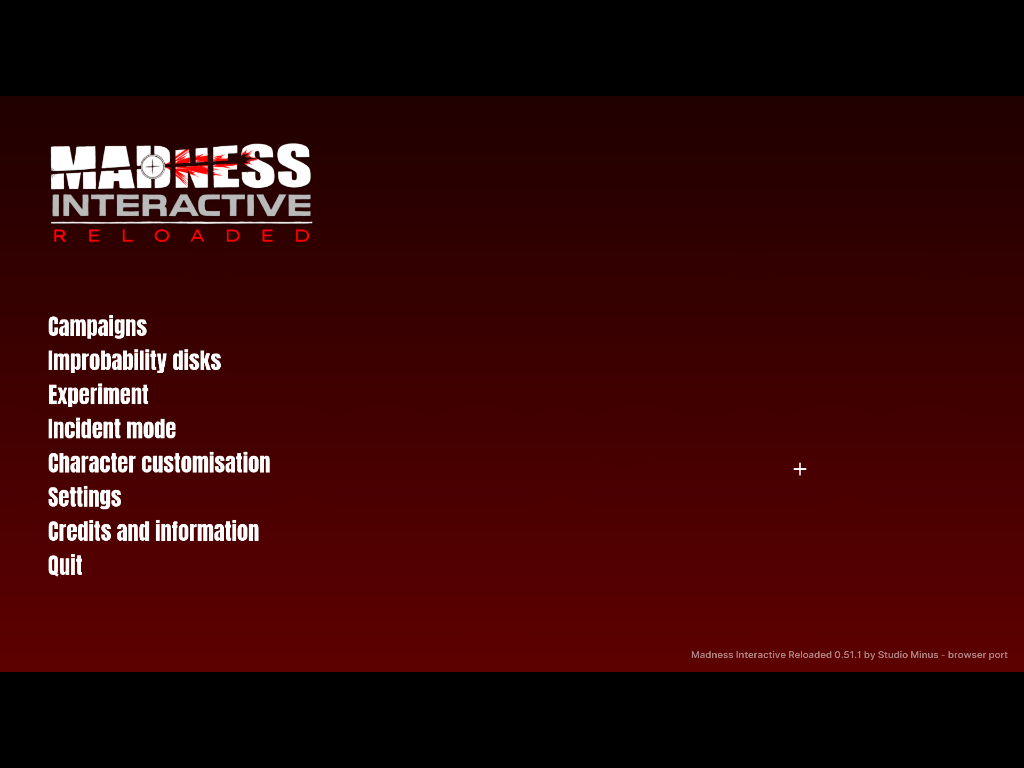 MADNESS
INTERACTIVE
RELOADED
Campaigns
Improbability disks
Experiment
Incident mode
Character customisation
Settings
Credits and information
Quit
Madness Interactive Reloaded 0.51.1 by Studio Minus - browser port